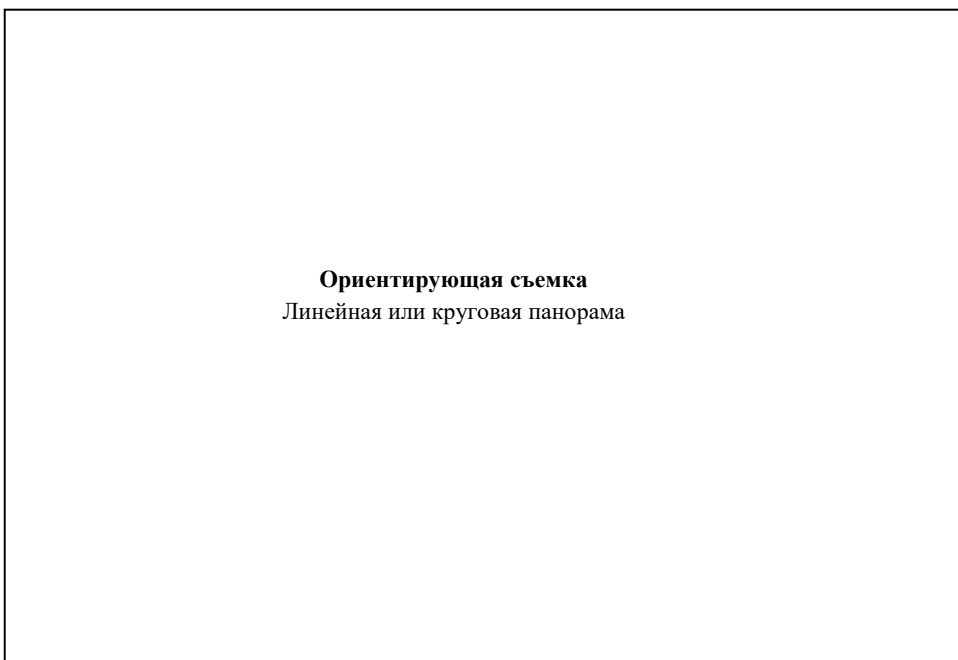 Ориентирующая съемка
Линейная или круговая панорама